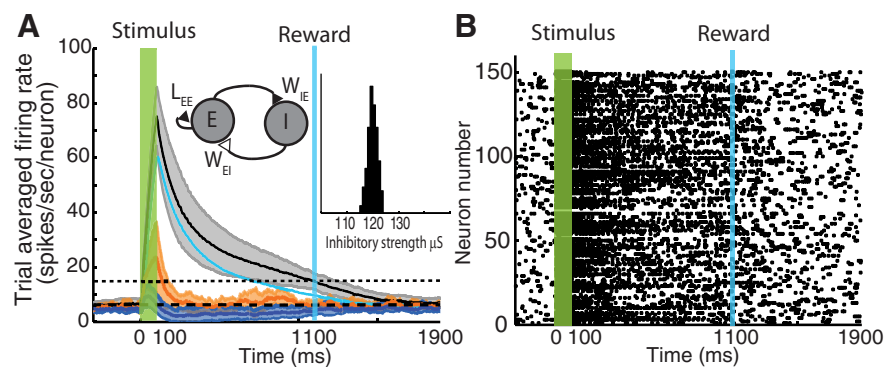 A
Stimulus
Reward
Trial averaged firing rate
(spikes/sec/neuron)
100
80
60
40
20
0
L_EE
E
W_IE
I
W_EI
110 120 130
Inhibitory strength µS
0 100 1100 1900
Time (ms)
B
Stimulus
Reward
Neuron number
150
100
50
0
0 100 1100 1900
Time (ms)